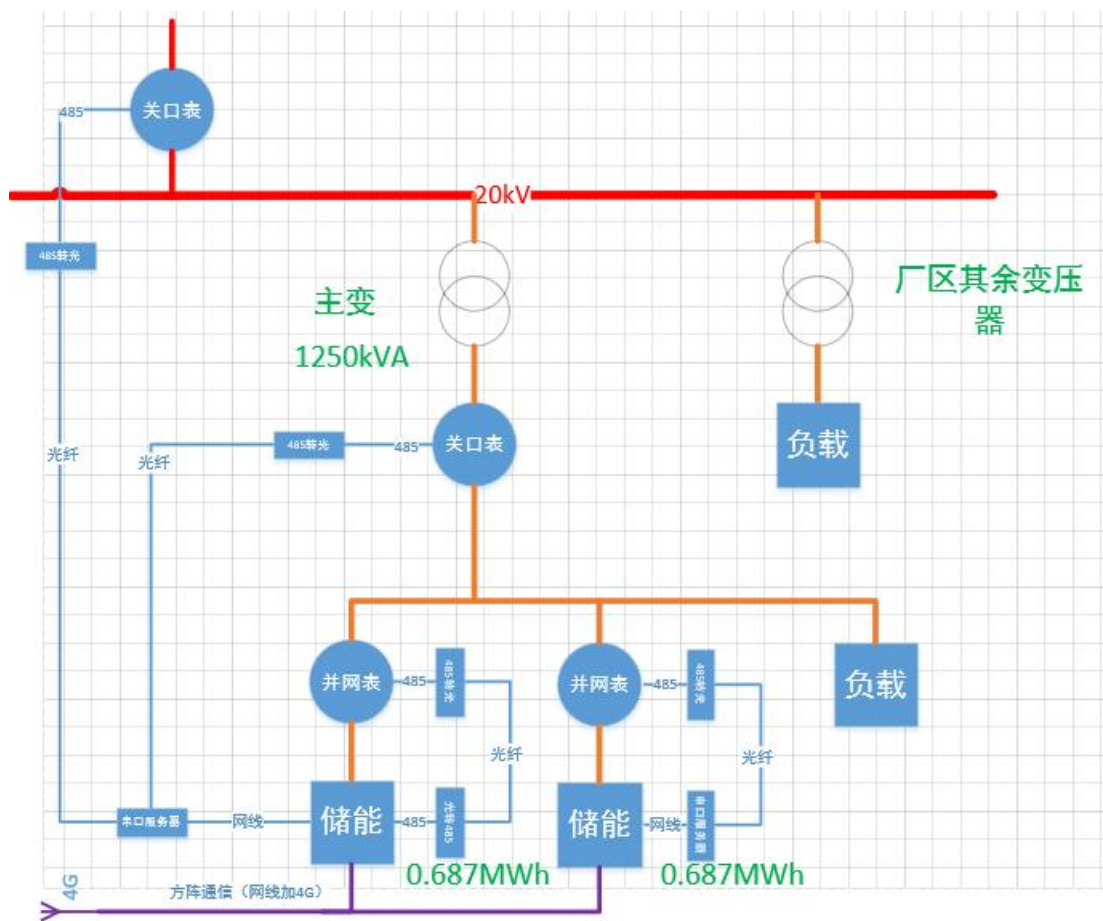 关口表
485
20kV
485转光
厂区其余变压
器
主变
1250kVA
485转光
485
关口表
负载
光纤
光纤
并网表
485
485转光
并网表
485
485转光
负载
光纤
光纤
串口服务器
网线
储能
485
光转485
储能
网线
串口服务器
0.687MWh
0.687MWh
4G
方阵通信（网线加4G）